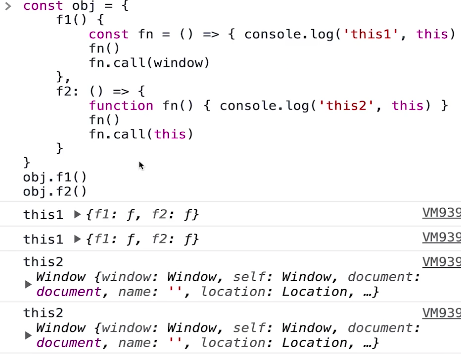 > const obj = {
f1() {
const fn = () => { console.log('this1', this)
fn()
fn.call(window)
},
f2: () => {
function fn() { console.log('this2', this) }
fn()
fn.call(this)
}
}
obj.f1()
obj.f2()
this1 ▶ {f1: ƒ, f2: ƒ} VM939
this1 ▶ {f1: ƒ, f2: ƒ} VM939
this2 VM939
▶ Window {window: Window, self: Window, document:
document, name: '', location: Location, …}
this2 VM939
▶ Window {window: Window, self: Window, document:
document, name: '', location: Location, …}